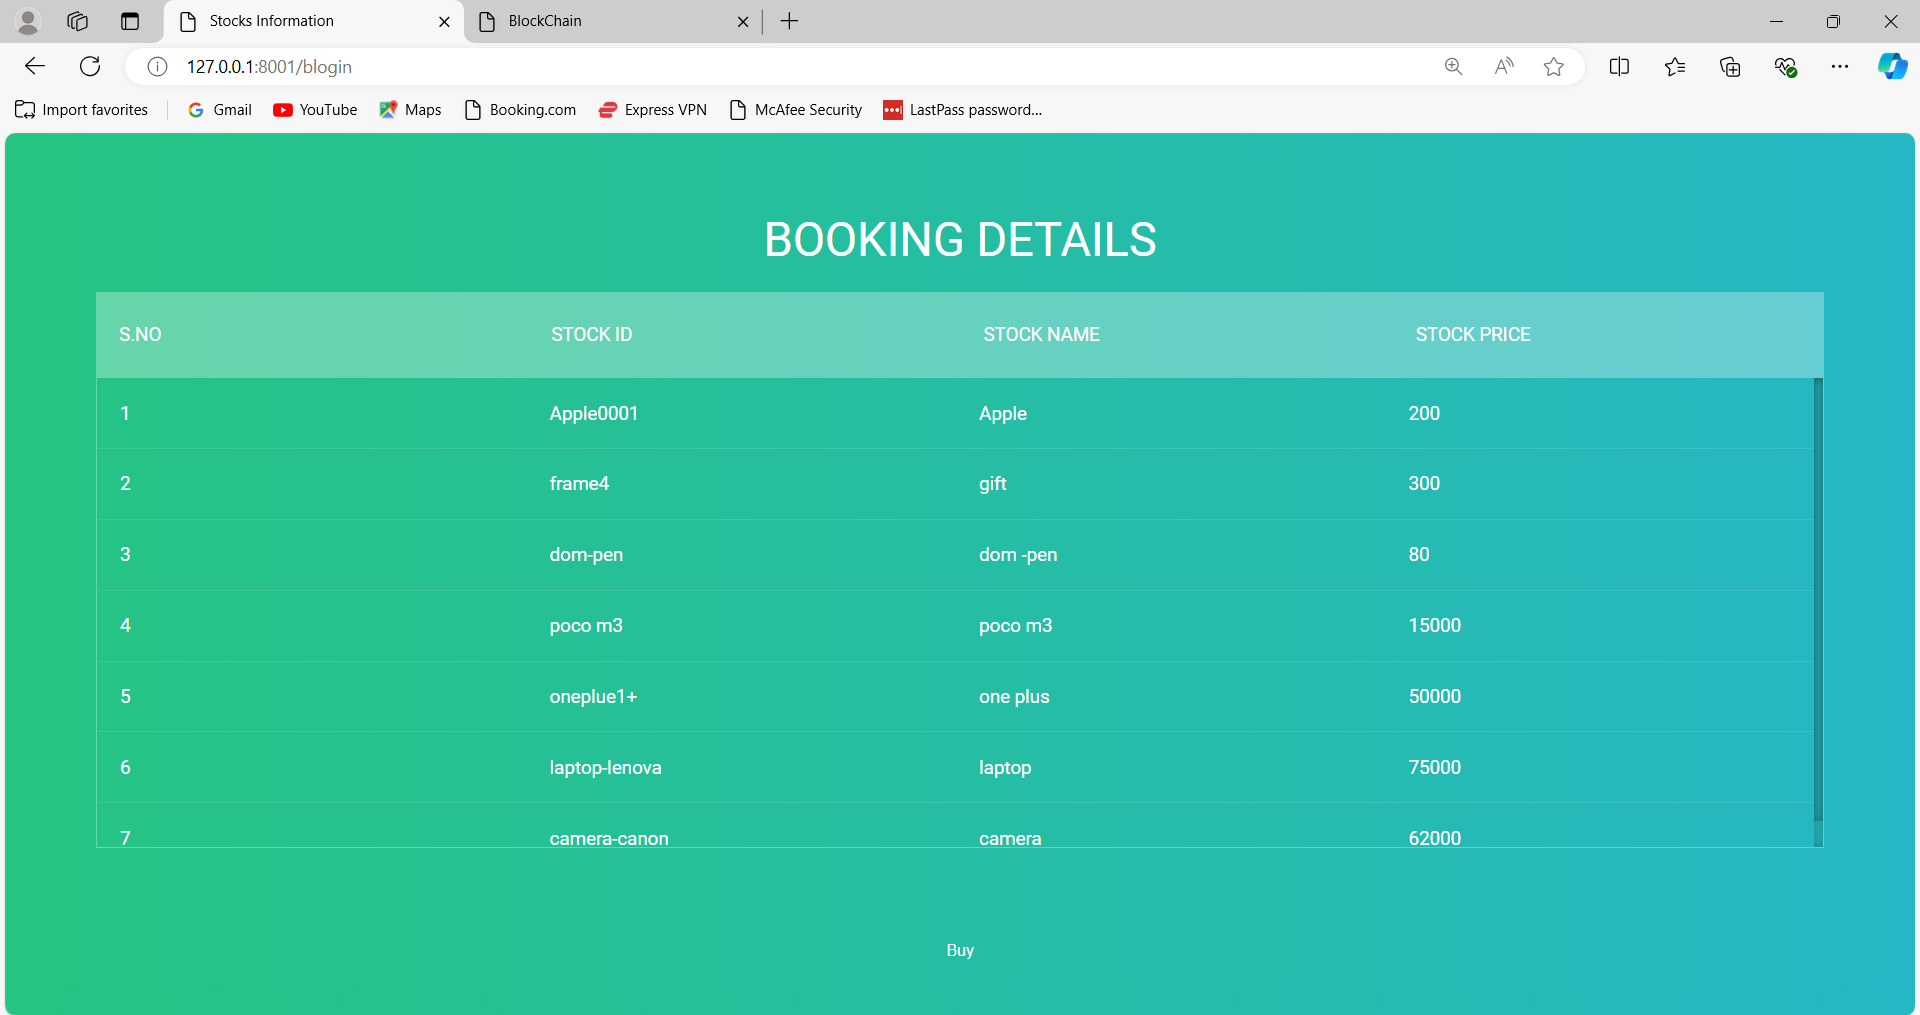 Stocks Information BlockChain
127.0.0.1:8001/blogin
Import favorites Gmail YouTube Maps Booking.com Express VPN McAfee Security LastPass password...
BOOKING DETAILS
S.NO STOCK ID STOCK NAME STOCK PRICE
1 Apple0001 Apple 200
2 frame4 gift 300
3 dom-pen dom -pen 80
4 poco m3 poco m3 15000
5 oneplue1+ one plus 50000
6 laptop-lenova laptop 75000
7 camera-canon camera 62000
Buy